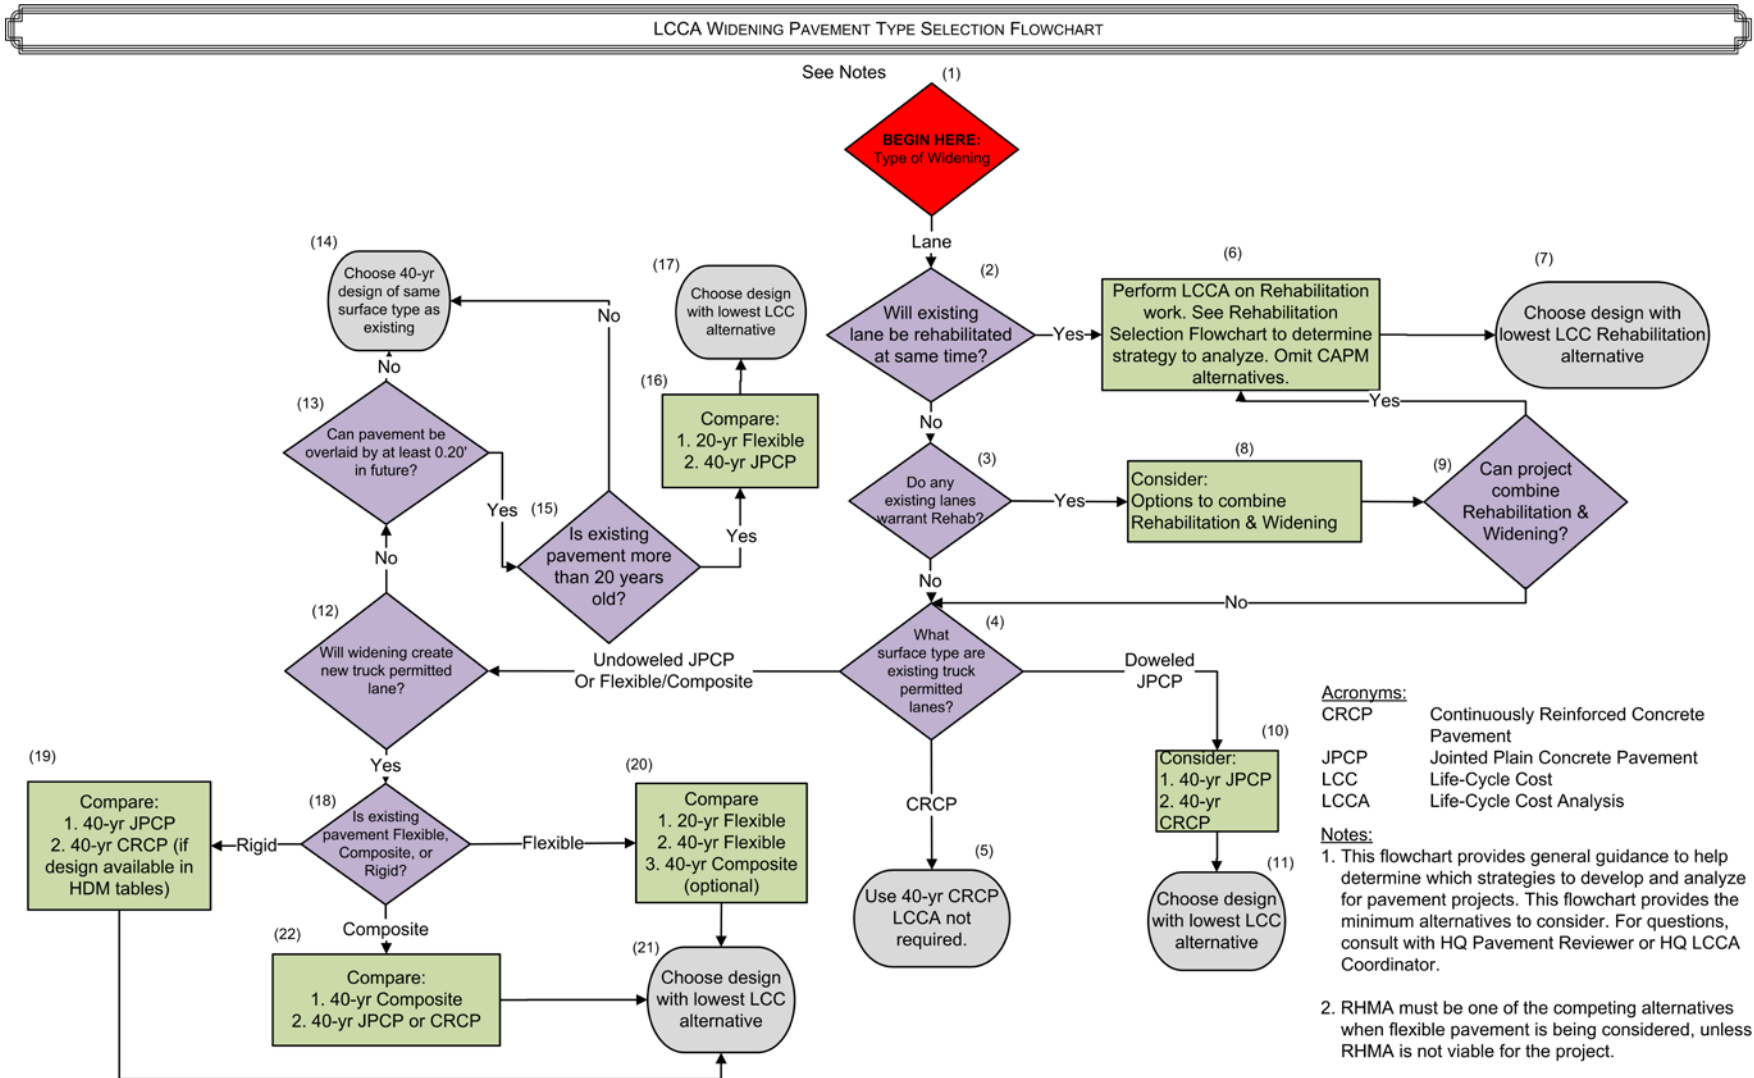 LCCA WIDENING PAVEMENT TYPE SELECTION FLOWCHART
See Notes
(1)
BEGIN HERE:
Type of Widening
Lane
(2)
Will existing
lane be rehabilitated
at same time?
Yes
(6)
Perform LCCA on Rehabilitation
work. See Rehabilitation
Selection Flowchart to determine
strategy to analyze. Omit CAPM
alternatives.
(7)
Choose design with
lowest LCC Rehabilitation
alternative
No
(3)
Do any
existing lanes
warrant Rehab?
Yes
(8)
Consider:
Options to combine
Rehabilitation & Widening
(9)
Can project
combine
Rehabilitation &
Widening?
Yes
No
No
(4)
What
surface type are
existing truck
permitted
lanes?
Doweled
JPCP
(10)
Consider:
1. 40-yr JPCP
2. 40-yr
CRCP
(11)
Choose design
with lowest LCC
alternative
CRCP
(5)
Use 40-yr CRCP
LCCA not
required.
Undoweled JPCP
Or Flexible/Composite
(12)
Will widening create
new truck permitted
lane?
No
(13)
Can pavement be
overlaid by at least 0.20'
in future?
No
(14)
Choose 40-yr
design of same
surface type as
existing
Yes
(15)
Is existing
pavement more
than 20 years
old?
No
Yes
(16)
Compare:
1. 20-yr Flexible
2. 40-yr JPCP
(17)
Choose design
with lowest LCC
alternative
Yes
(18)
Is existing
pavement Flexible,
Composite, or
Rigid?
Rigid
(19)
Compare:
1. 40-yr JPCP
2. 40-yr CRCP (if
design available in
HDM tables)
Flexible
(20)
Compare
1. 20-yr Flexible
2. 40-yr Flexible
3. 40-yr Composite
(optional)
(21)
Choose design
with lowest LCC
alternative
Composite
(22)
Compare:
1. 40-yr Composite
2. 40-yr JPCP or CRCP
Acronyms:
CRCP Continuously Reinforced Concrete
Pavement
JPCP Jointed Plain Concrete Pavement
LCC Life-Cycle Cost
LCCA Life-Cycle Cost Analysis
Notes:
1. This flowchart provides general guidance to help
determine which strategies to develop and analyze
for pavement projects. This flowchart provides the
minimum alternatives to consider. For questions,
consult with HQ Pavement Reviewer or HQ LCCA
Coordinator.
2. RHMA must be one of the competing alternatives
when flexible pavement is being considered, unless
RHMA is not viable for the project.